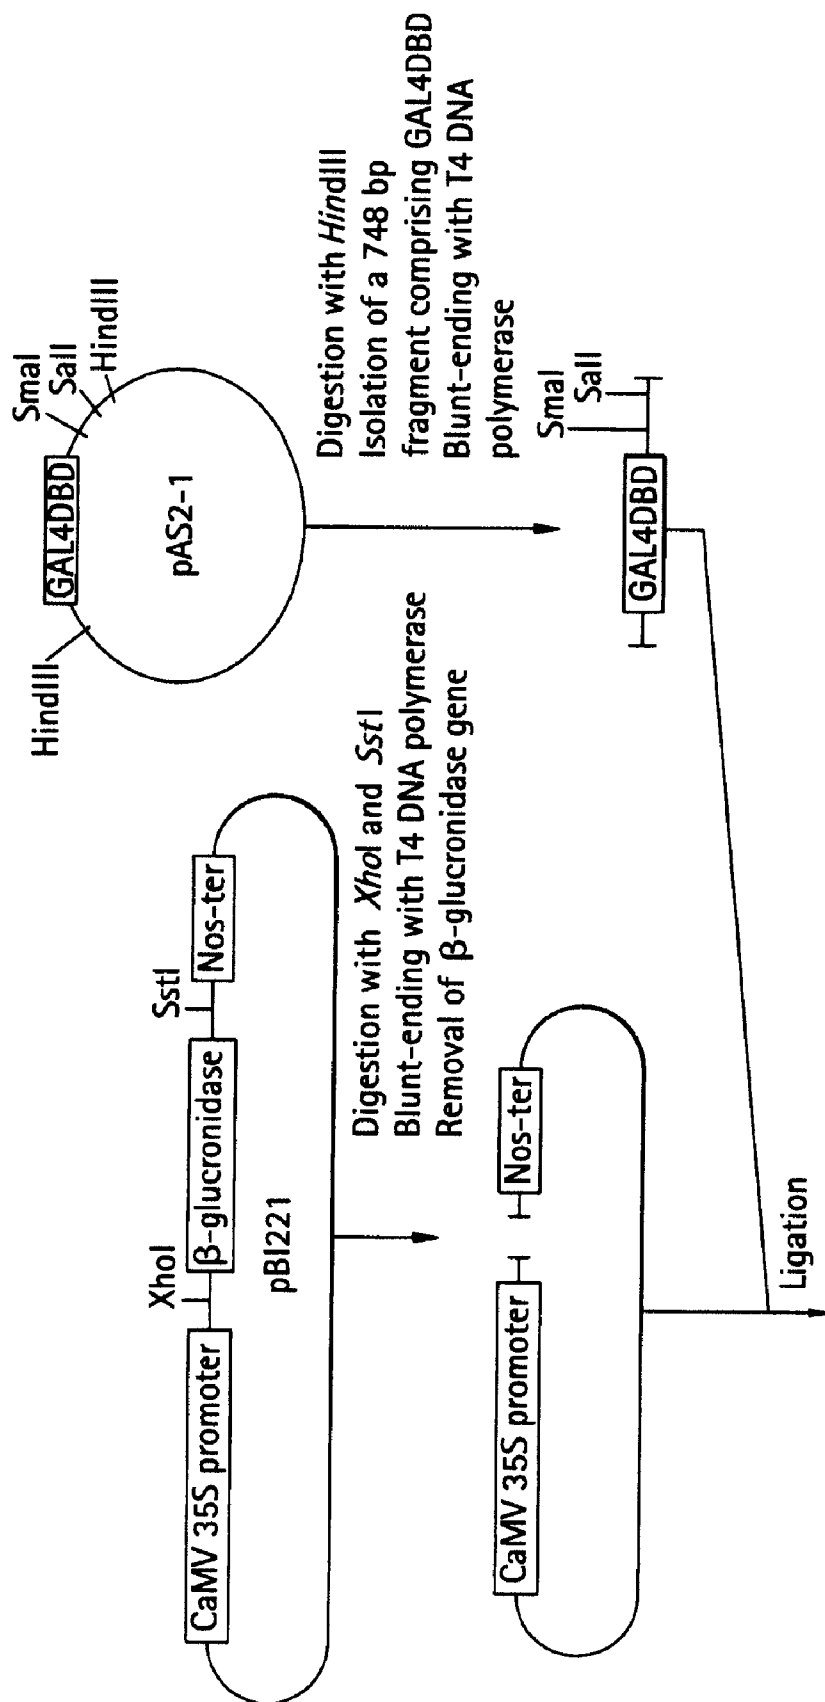 XhoI
SstI
CaMV 35S promoter
β-glucronidase
Nos-ter
pBI221
Digestion with XhoI and SstI
Blunt-ending with T4 DNA polymerase
Removal of β-glucronidase gene
CaMV 35S promoter
Nos-ter
HindIII
GAL4DBD
SmaI
SalI
HindIII
pAS2-1
Digestion with HindIII
Isolation of a 748 bp
fragment comprising GAL4DBD
Blunt-ending with T4 DNA
polymerase
SmaI
SalI
GAL4DBD
Ligation